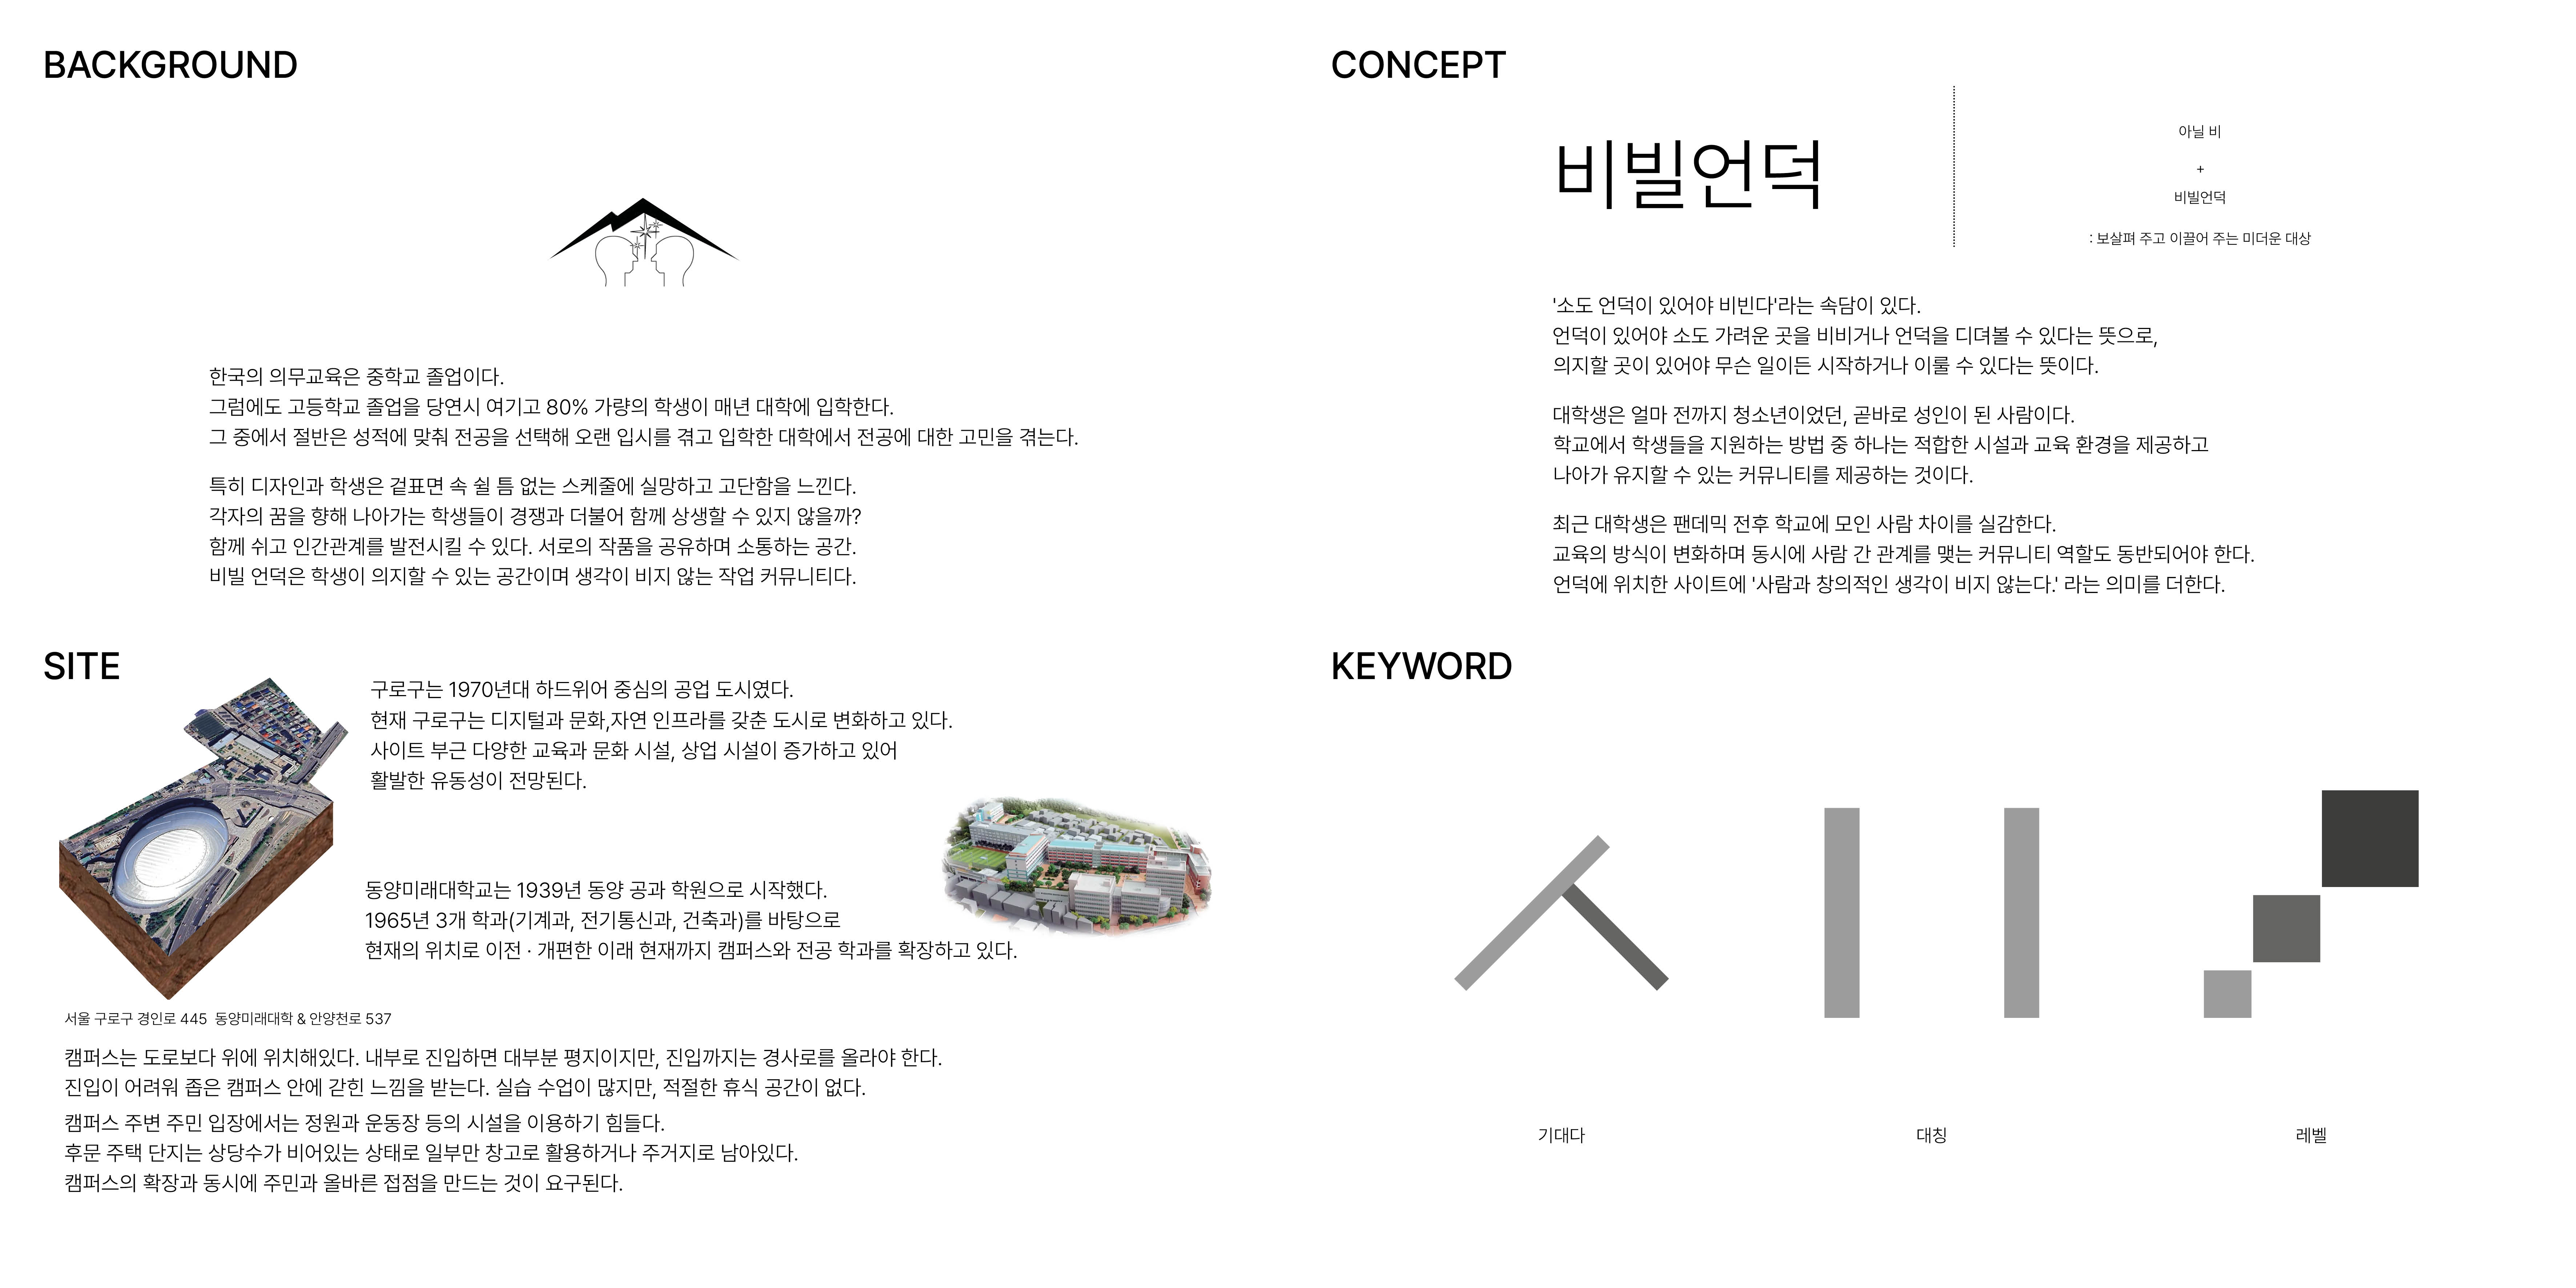 BACKGROUND
한국의 의무교육은 중학교 졸업이다.
그럼에도 고등학교 졸업을 당연시 여기고 80% 가량의 학생이 매년 대학에 입학한다.
그 중에서 절반은 성적에 맞춰 전공을 선택해 오랜 입시를 겪고 입학한 대학에서 전공에 대한 고민을 겪는다.
특히 디자인과 학생은 겉표면 속 쉴 틈 없는 스케줄에 실망하고 고단함을 느낀다.
각자의 꿈을 향해 나아가는 학생들이 경쟁과 더불어 함께 상생할 수 있지 않을까?
함께 쉬고 인간관계를 발전시킬 수 있다. 서로의 작품을 공유하며 소통하는 공간.
비빌 언덕은 학생이 의지할 수 있는 공간이며 생각이 비지 않는 작업 커뮤니티다.
CONCEPT
비빌언덕
아닐 비
+
비빌언덕
: 보살펴 주고 이끌어 주는 미더운 대상
'소도 언덕이 있어야 비빈다'라는 속담이 있다.
언덕이 있어야 소도 가려운 곳을 비비거나 언덕을 디뎌볼 수 있다는 뜻으로,
의지할 곳이 있어야 무슨 일이든 시작하거나 이룰 수 있다는 뜻이다.
대학생은 얼마 전까지 청소년이었던, 곧바로 성인이 된 사람이다.
학교에서 학생들을 지원하는 방법 중 하나는 적합한 시설과 교육 환경을 제공하고
나아가 유지할 수 있는 커뮤니티를 제공하는 것이다.
최근 대학생은 팬데믹 전후 학교에 모인 사람 차이를 실감한다.
교육의 방식이 변화하며 동시에 사람 간 관계를 맺는 커뮤니티 역할도 동반되어야 한다.
언덕에 위치한 사이트에 '사람과 창의적인 생각이 비지 않는다.' 라는 의미를 더한다.
SITE
구로구는 1970년대 하드위어 중심의 공업 도시였다.
현재 구로구는 디지털과 문화,자연 인프라를 갖춘 도시로 변화하고 있다.
사이트 부근 다양한 교육과 문화 시설, 상업 시설이 증가하고 있어
활발한 유동성이 전망된다.
동양미래대학교는 1939년 동양 공과 학원으로 시작했다.
1965년 3개 학과(기계과, 전기통신과, 건축과)를 바탕으로
현재의 위치로 이전 · 개편한 이래 현재까지 캠퍼스와 전공 학과를 확장하고 있다.
서울 구로구 경인로 445 동양미래대학 & 안양천로 537
캠퍼스는 도로보다 위에 위치해있다. 내부로 진입하면 대부분 평지이지만, 진입까지는 경사로를 올라야 한다.
진입이 어려워 좁은 캠퍼스 안에 갇힌 느낌을 받는다. 실습 수업이 많지만, 적절한 휴식 공간이 없다.
캠퍼스 주변 주민 입장에서는 정원과 운동장 등의 시설을 이용하기 힘들다.
후문 주택 단지는 상당수가 비어있는 상태로 일부만 창고로 활용하거나 주거지로 남아있다.
캠퍼스의 확장과 동시에 주민과 올바른 접점을 만드는 것이 요구된다.
KEYWORD
기대다
대칭
레벨